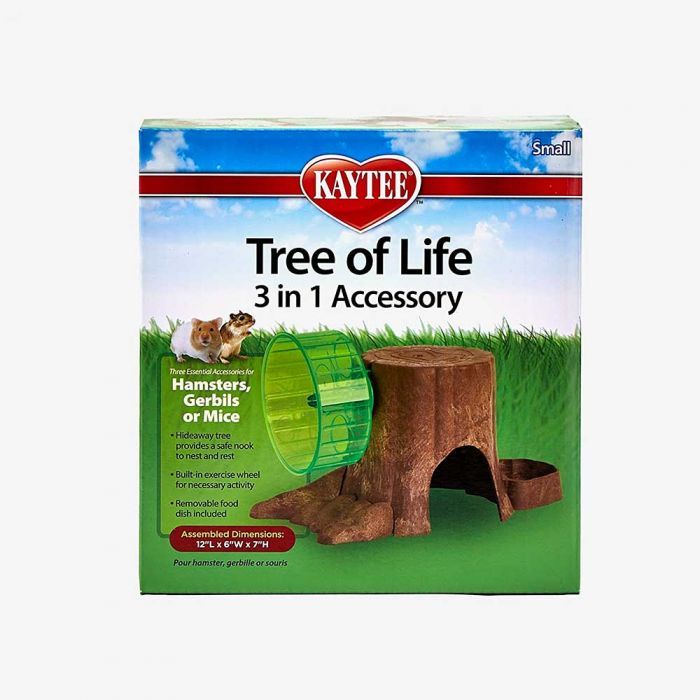 Small
KAYTEE™
Tree of Life
3 in 1 Accessory
Three Essential Accessories for
Hamsters,
Gerbils
or Mice
• Hideaway tree
provides a safe nook
to nest and rest
• Built-in exercise wheel
for necessary activity
• Removable food
dish included
Assembled Dimensions:
12"L x 6"W x 7"H
Pour hamster, gerbille or souris